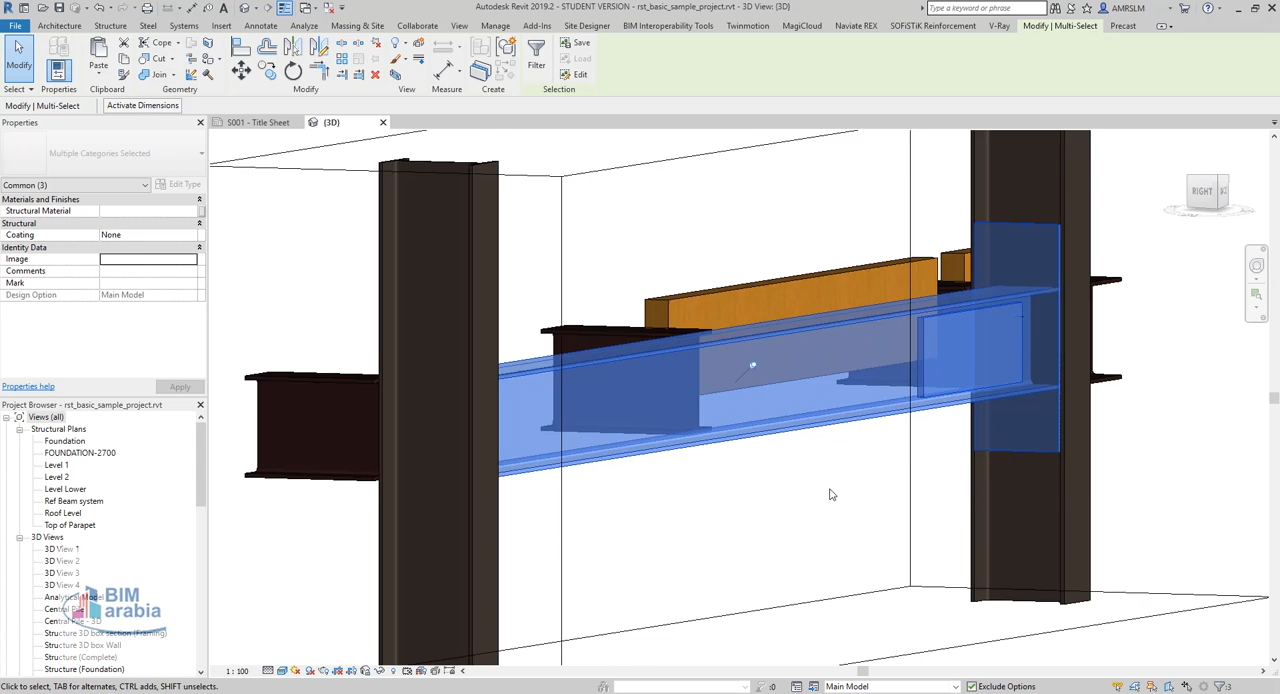 Autodesk Revit 2019.2 - STUDENT VERSION - rst_basic_sample_project.rvt - 3D View: {3D}
Type a keyword or phrase
AMRSLM
File Architecture Structure Steel Systems Insert Annotate Analyze Massing & Site Collaborate View Manage Add-Ins Site Designer BIM Interoperability Tools Twinmotion MagiCloud Naviate REX SOFiSTiK Reinforcement V-Ray Modify | Multi-Select Precast
Modify
Paste
Cope
Cut
Join
Filter
Save
Load
Edit
Select Properties Clipboard Geometry Modify View Measure Create Selection
Modify | Multi-Select Activate Dimensions
Properties
S001 - Title Sheet
{3D}
Multiple Categories Selected
Common (3)
Edit Type
Materials and Finishes
Structural Material
Structural
Coating None
Identity Data
Image
Comments
Mark
Design Option Main Model
Properties help
Apply
RIGHT
Project Browser - rst_basic_sample_project.rvt
Views (all)
Structural Plans
Foundation
FOUNDATION-2700
Level 1
Level 2
Level Lower
Ref Beam system
Roof Level
Top of Parapet
3D Views
3D View 1
3D View 2
3D View 3
3D View 4
Structure 3D box section (Framing)
Structure 3D box Wall
Structure (Complete)
Structure (Foundation)
BIM
arabia
1 : 100
Click to select, TAB for alternates, CTRL adds, SHIFT unselects.
:0
Main Model
Exclude Options
:3